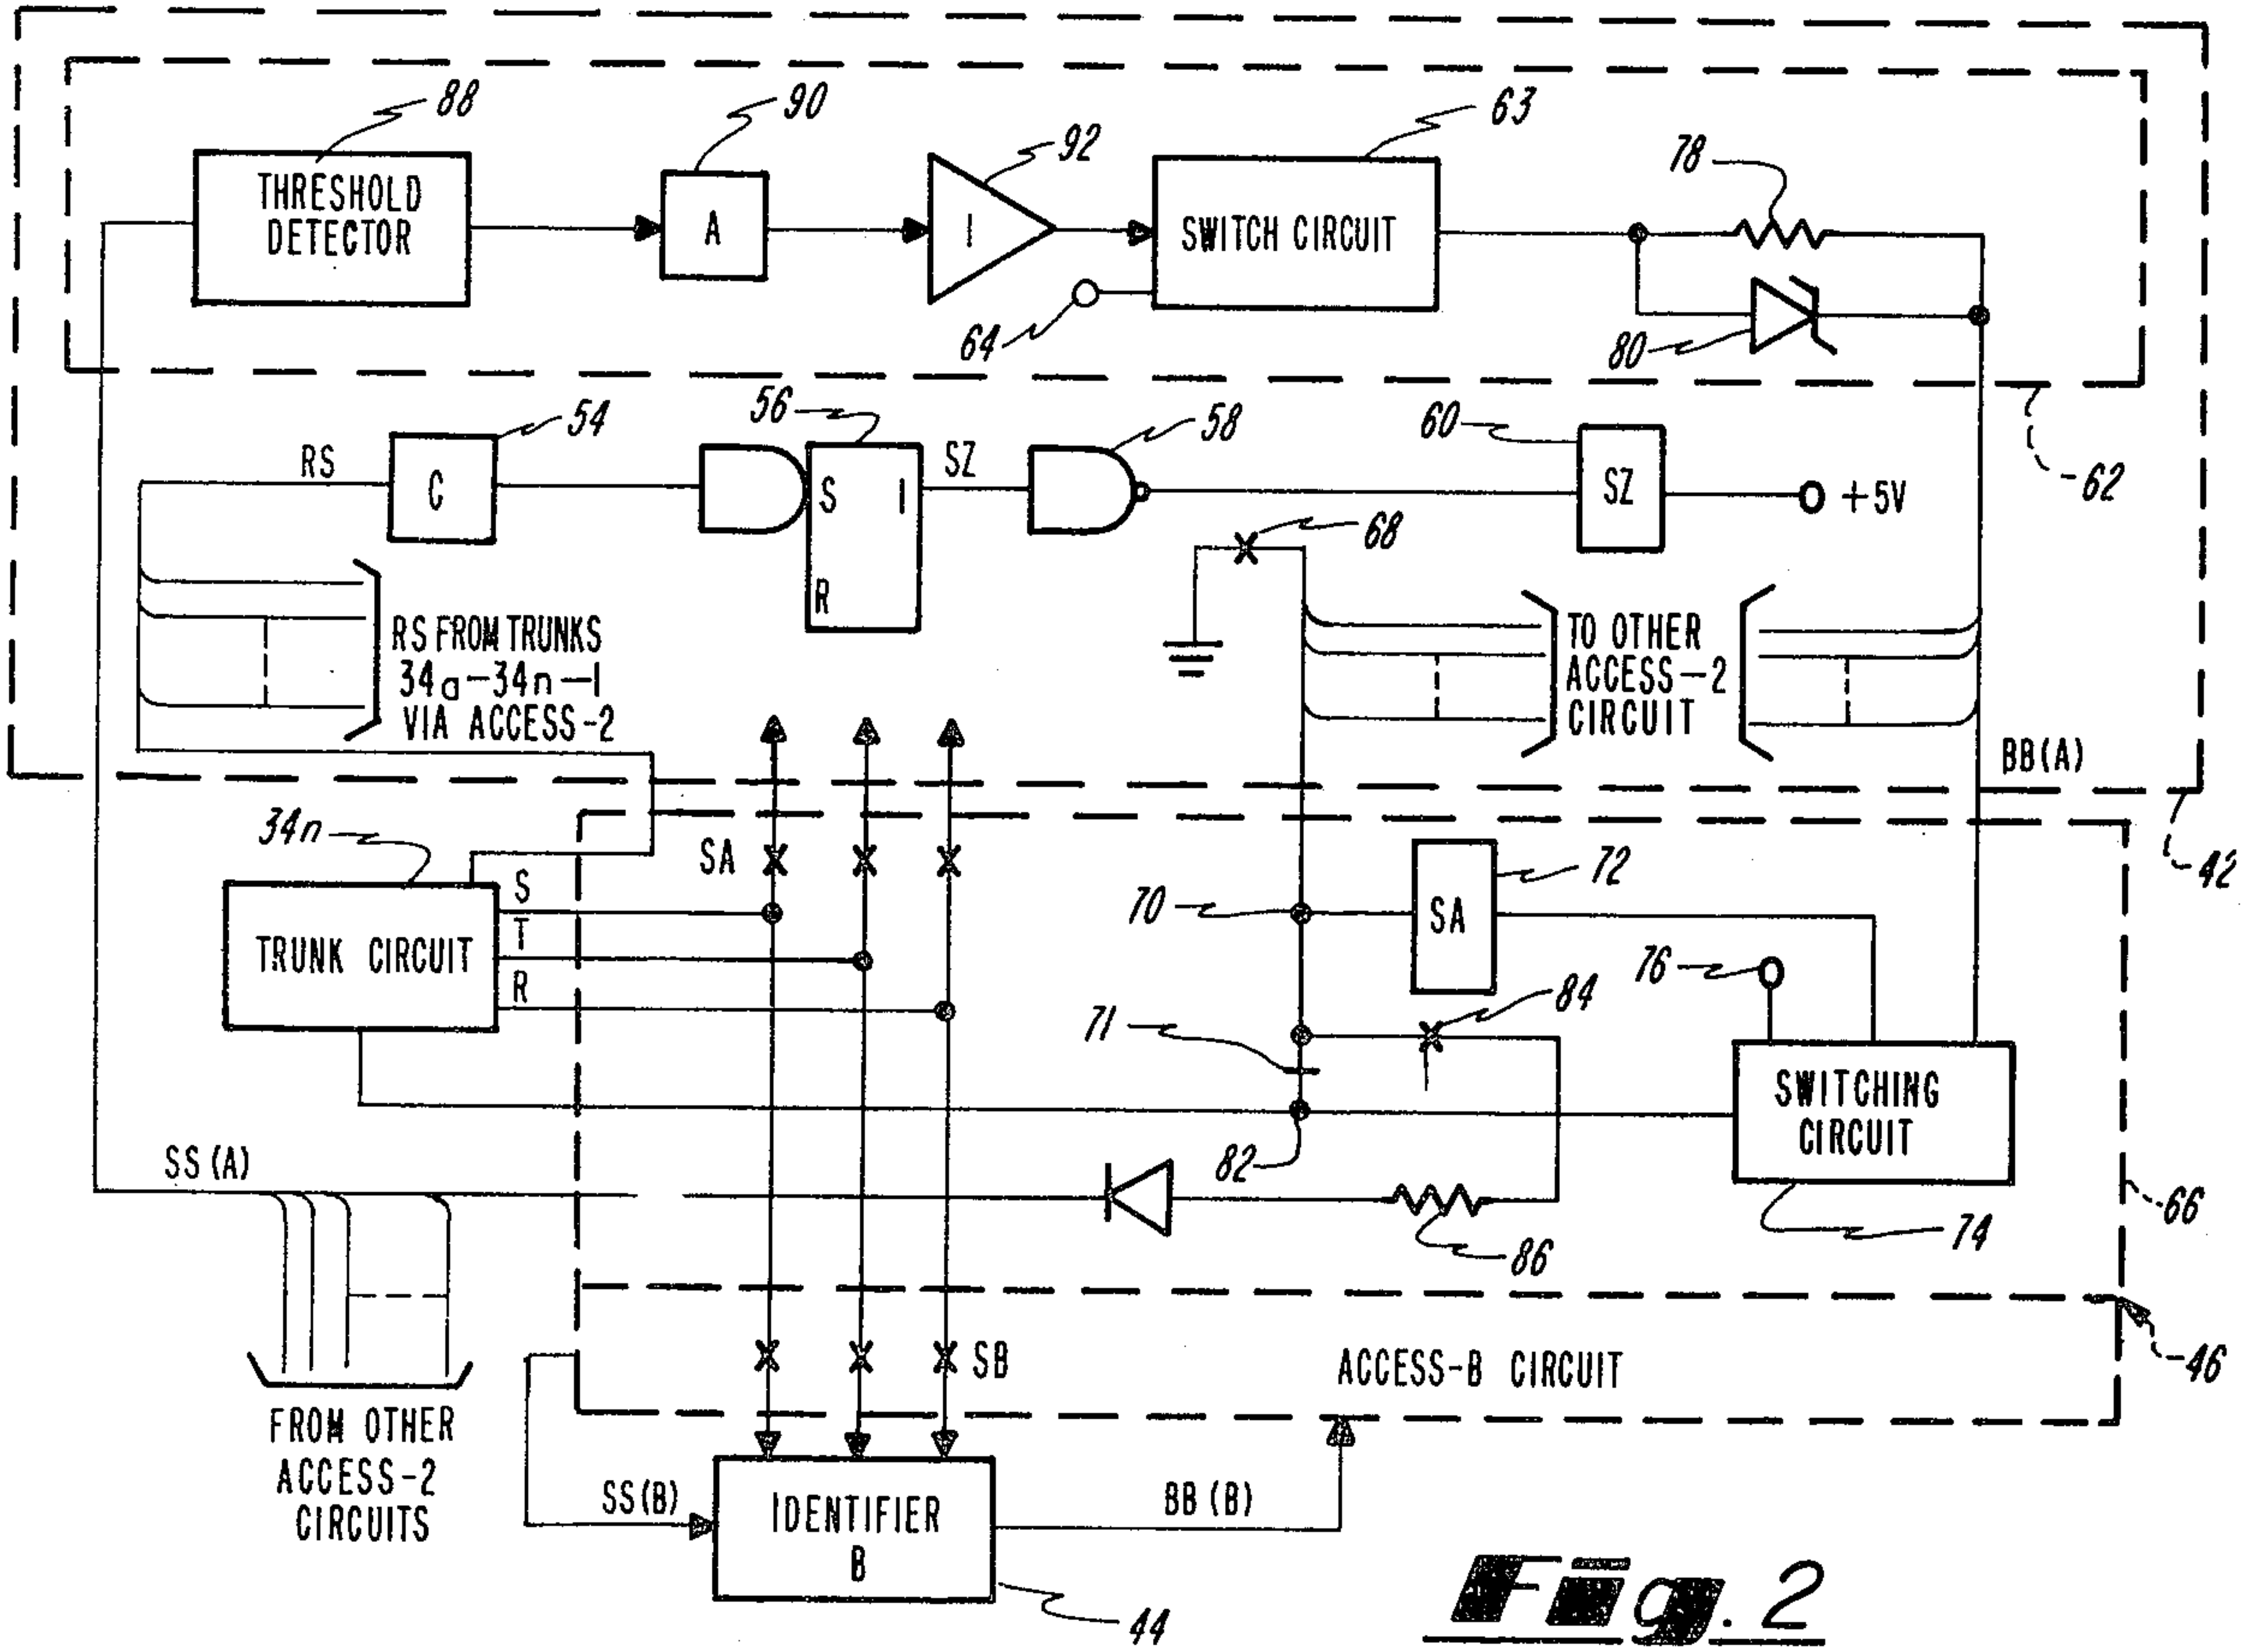 88
90
92
63
78
THRESHOLD
DETECTOR
A
I
SWITCH CIRCUIT
64
80
54
56
58
60
62
RS
C
S
I
R
SZ
SZ
+5V
68
RS FROM TRUNKS
34a-34n-1
VIA ACCESS-2
TO OTHER
ACCESS-2
CIRCUIT
BB(A)
42
34n
SA
70
72
SA
TRUNK CIRCUIT
S
T
R
76
84
71
SWITCHING
CIRCUIT
SS(A)
82
86
74
66
SB
ACCESS-B CIRCUIT
46
FROM OTHER
ACCESS-2
CIRCUITS
SS(B)
IDENTIFIER
B
BB(B)
44
Fig. 2